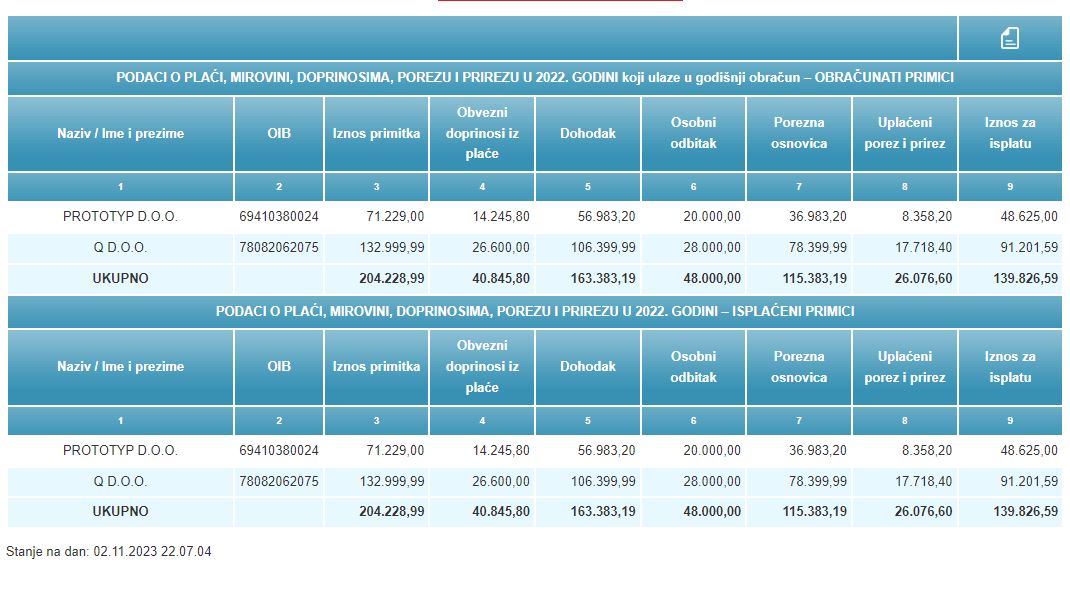 PODACI O PLAĆI, MIROVINI, DOPRINOSIMA, POREZU I PRIREZU U 2022. GODINI koji ulaze u godišnji obračun – OBRAČUNATI PRIMICI
Naziv / Ime i prezime OIB Iznos primitka Obvezni doprinosi iz plaće Dohodak Osobni odbitak Porezna osnovica Uplaćeni porez i prirez Iznos za isplatu
1 2 3 4 5 6 7 8 9
PROTOTYP D.O.O. 69410380024 71.229,00 14.245,80 56.983,20 20.000,00 36.983,20 8.358,20 48.625,00
Q D.O.O. 78082062075 132.999,99 26.600,00 106.399,99 28.000,00 78.399,99 17.718,40 91.201,59
UKUPNO 204.228,99 40.845,80 163.383,19 48.000,00 115.383,19 26.076,60 139.826,59
PODACI O PLAĆI, MIROVINI, DOPRINOSIMA, POREZU I PRIREZU U 2022. GODINI – ISPLAĆENI PRIMICI
Naziv / Ime i prezime OIB Iznos primitka Obvezni doprinosi iz plaće Dohodak Osobni odbitak Porezna osnovica Uplaćeni porez i prirez Iznos za isplatu
1 2 3 4 5 6 7 8 9
PROTOTYP D.O.O. 69410380024 71.229,00 14.245,80 56.983,20 20.000,00 36.983,20 8.358,20 48.625,00
Q D.O.O. 78082062075 132.999,99 26.600,00 106.399,99 28.000,00 78.399,99 17.718,40 91.201,59
UKUPNO 204.228,99 40.845,80 163.383,19 48.000,00 115.383,19 26.076,60 139.826,59
Stanje na dan: 02.11.2023 22.07.04